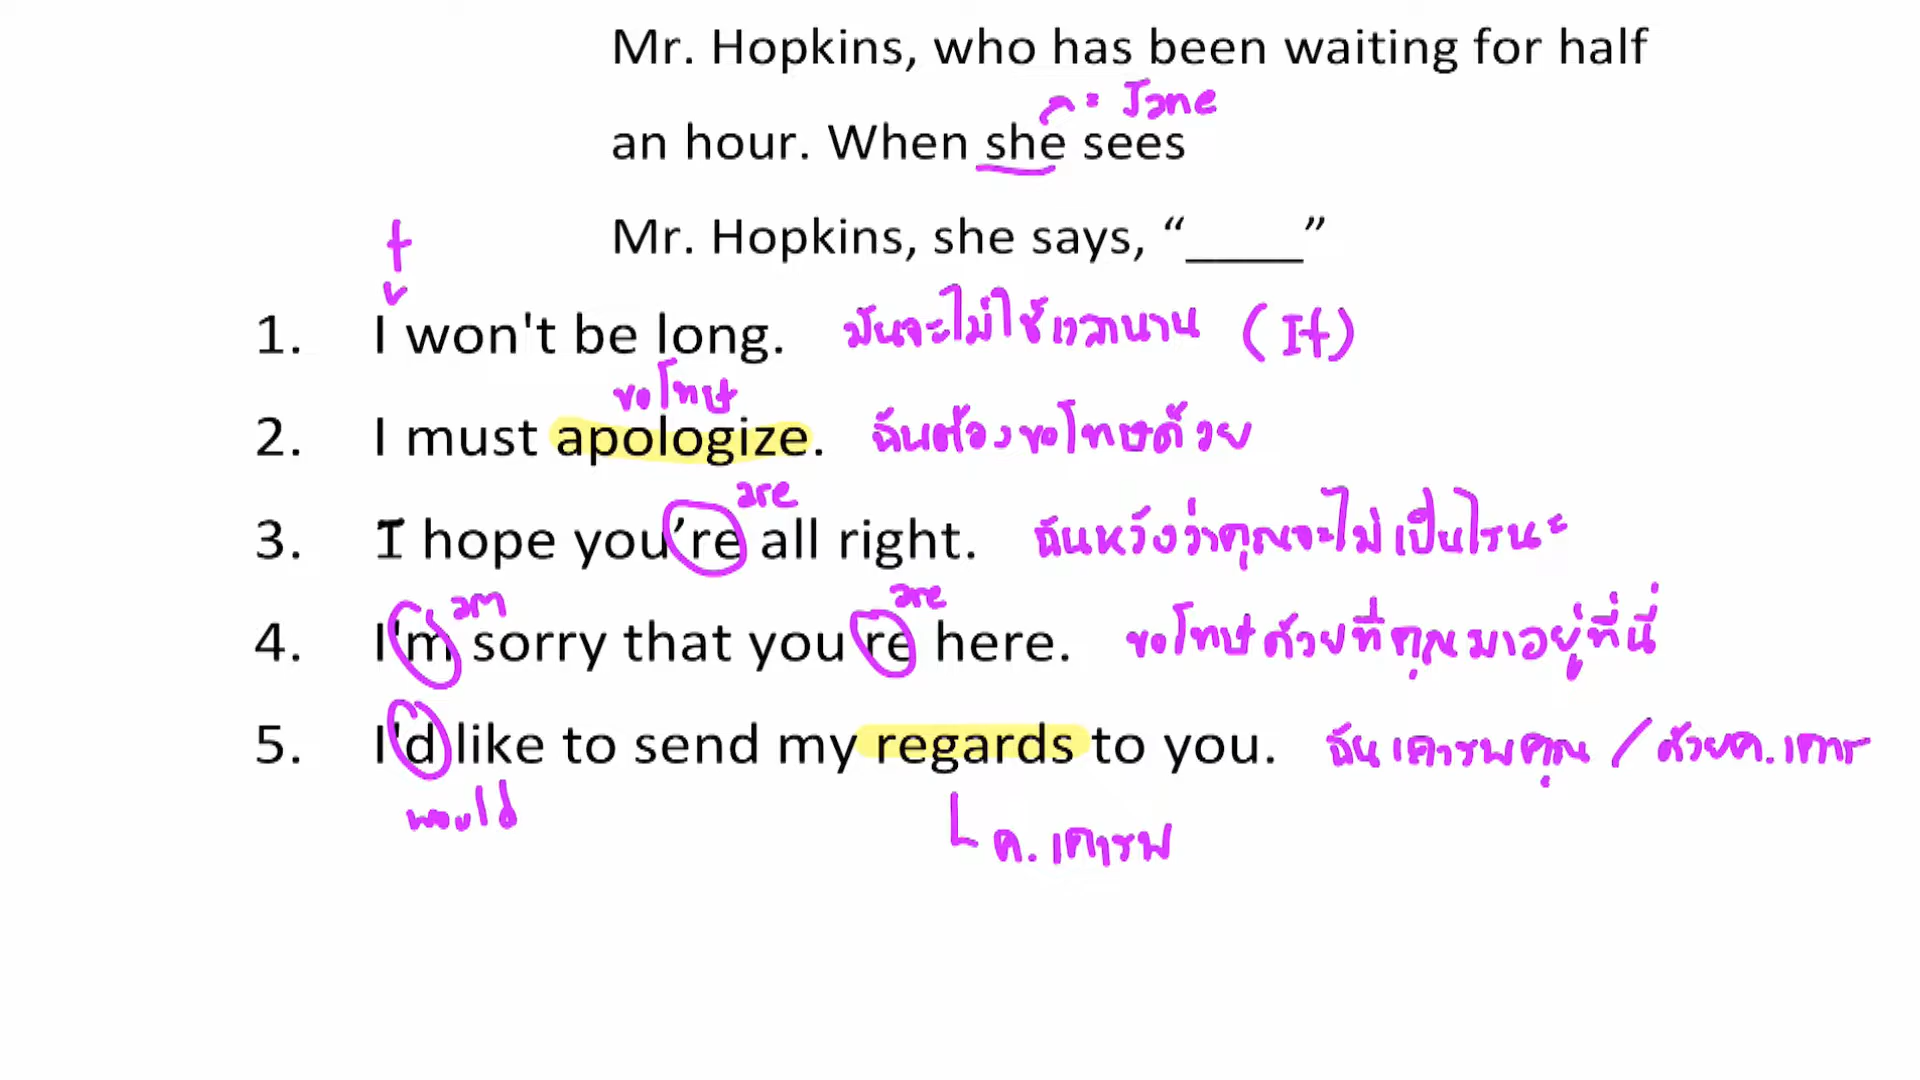 Mr. Hopkins, who has been waiting for half
= Jane
an hour. When she sees
t
Mr. Hopkins, she says, “____”
1. I won't be long. มันจะไม่ใช้เวลานาน (It)
ขอโทษ
2. I must apologize. ฉันต้องขอโทษด้วย
are
3. I hope you’re all right. ฉันหวังว่าคุณจะไม่เป็นไรนะ
am are
4. I'm sorry that you're here. ขอโทษด้วยที่คุณมาอยู่ที่นี่
5. I'd like to send my regards to you. ฉันเคารพคุณ / ด้วยค.เคาร
would ค.เคารพ